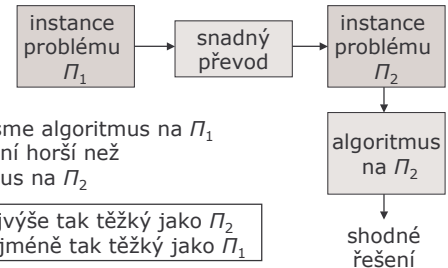 instance
problému
Π1
snadný
převod
instance
problému
Π2
sme algoritmus na Π1
ní horší než
us na Π2
algoritmus
na Π2
jvýše tak těžký jako Π2
jméně tak těžký jako Π1
shodné
řešení